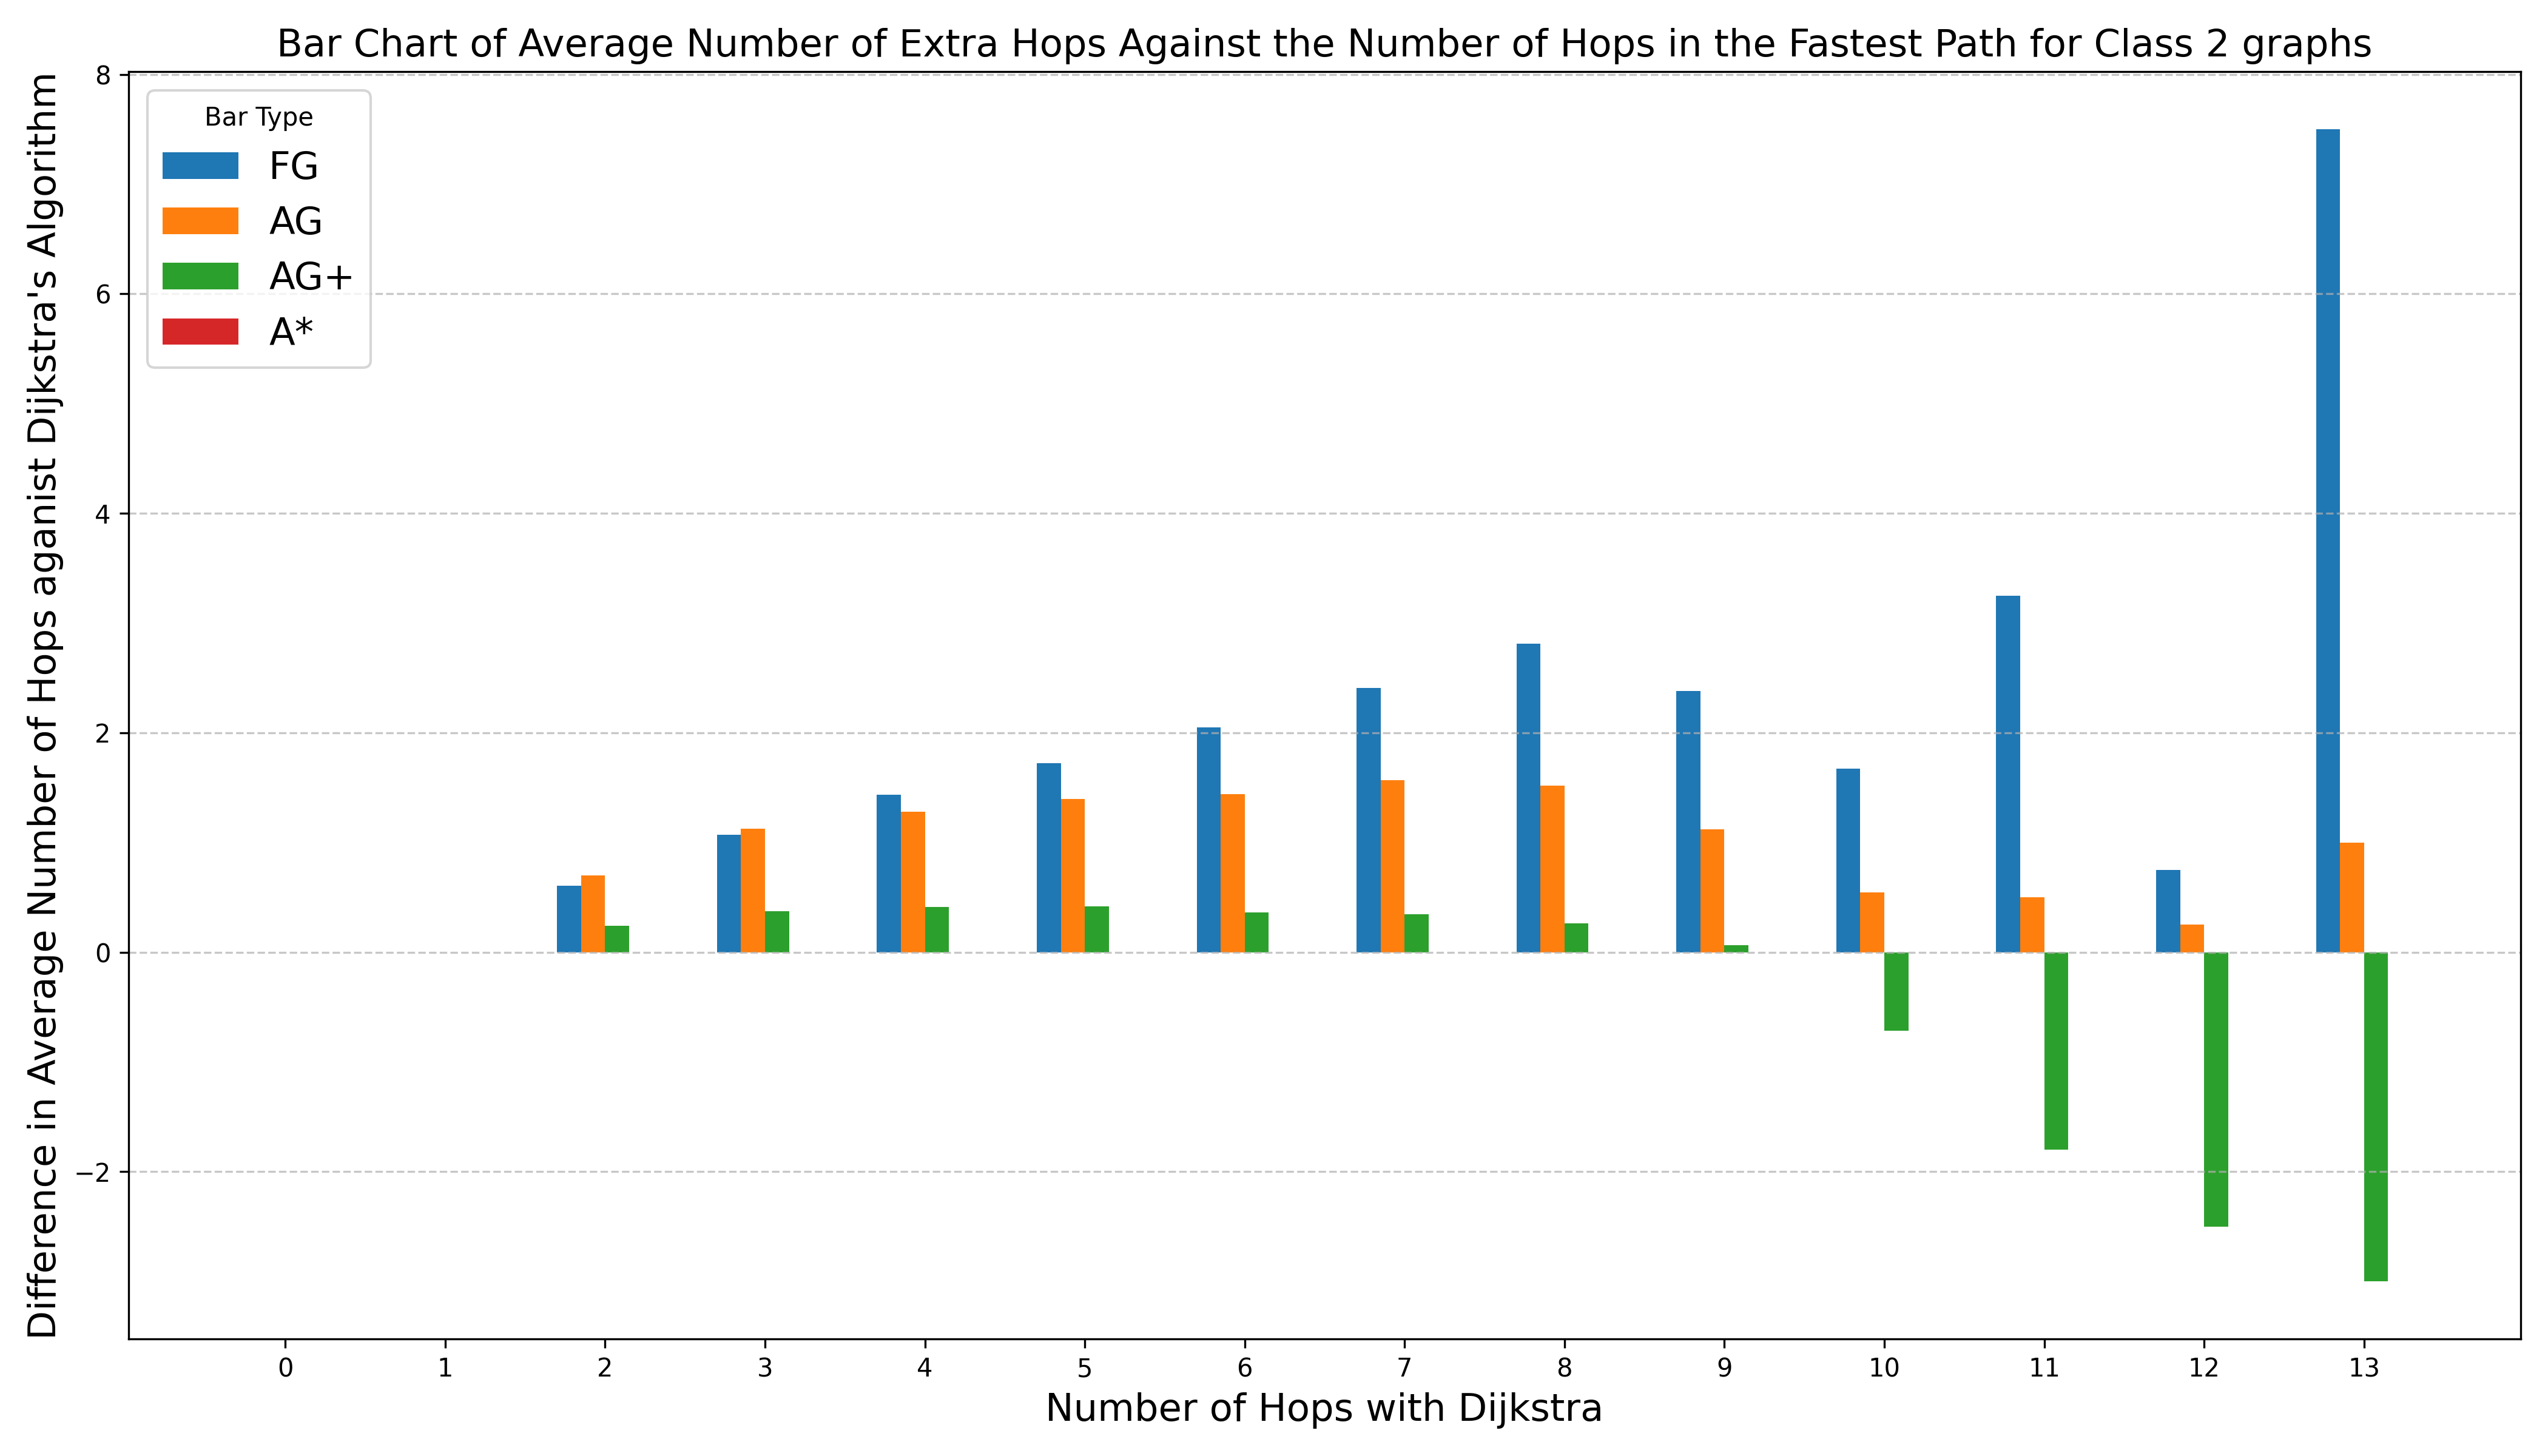 Bar Chart of Average Number of Extra Hops Against the Number of Hops in the Fastest Path for Class 2 graphs
Difference in Average Number of Hops aganist Dijkstra's Algorithm
8
6
4
2
0
−2
Bar Type
FG
AG
AG+
A*
0 1 2 3 4 5 6 7 8 9 10 11 12 13
Number of Hops with Dijkstra